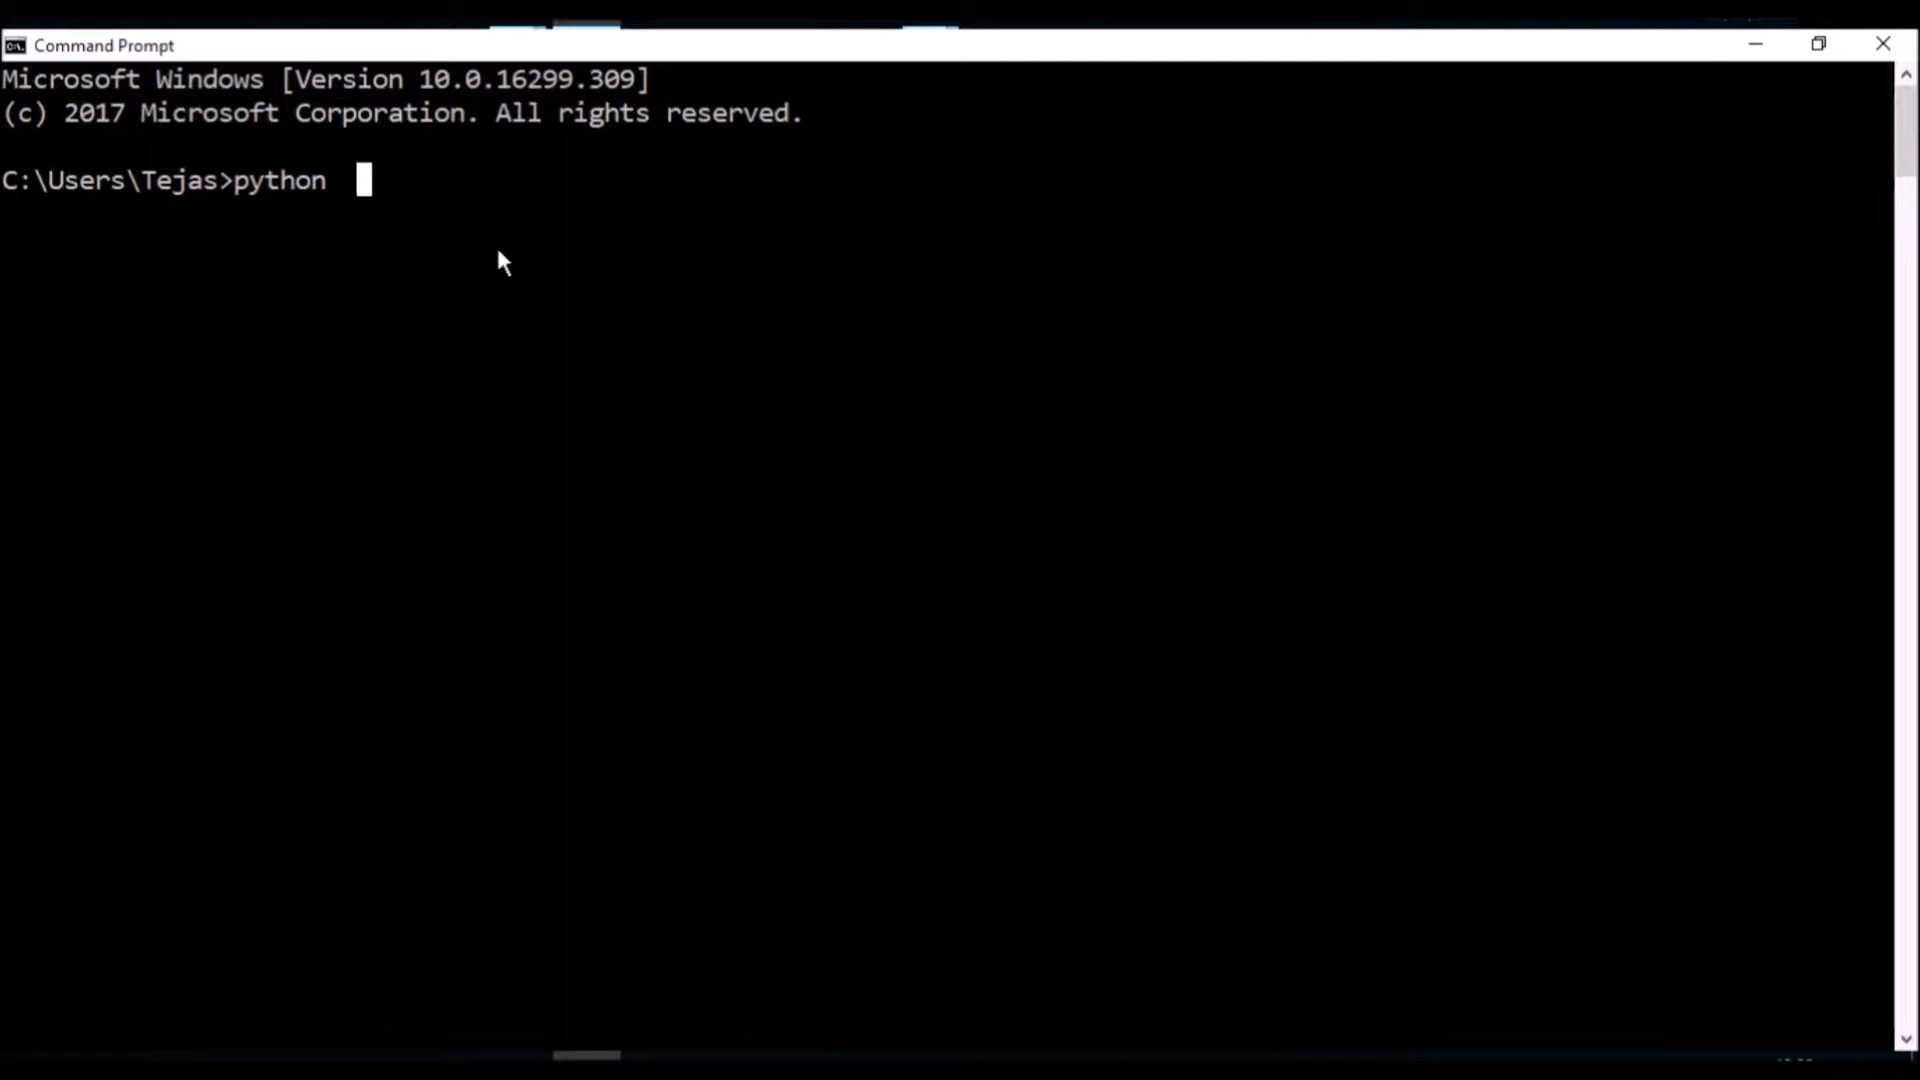 Command Prompt
Microsoft Windows [Version 10.0.16299.309]
(c) 2017 Microsoft Corporation. All rights reserved.
C:\Users\Tejas>python